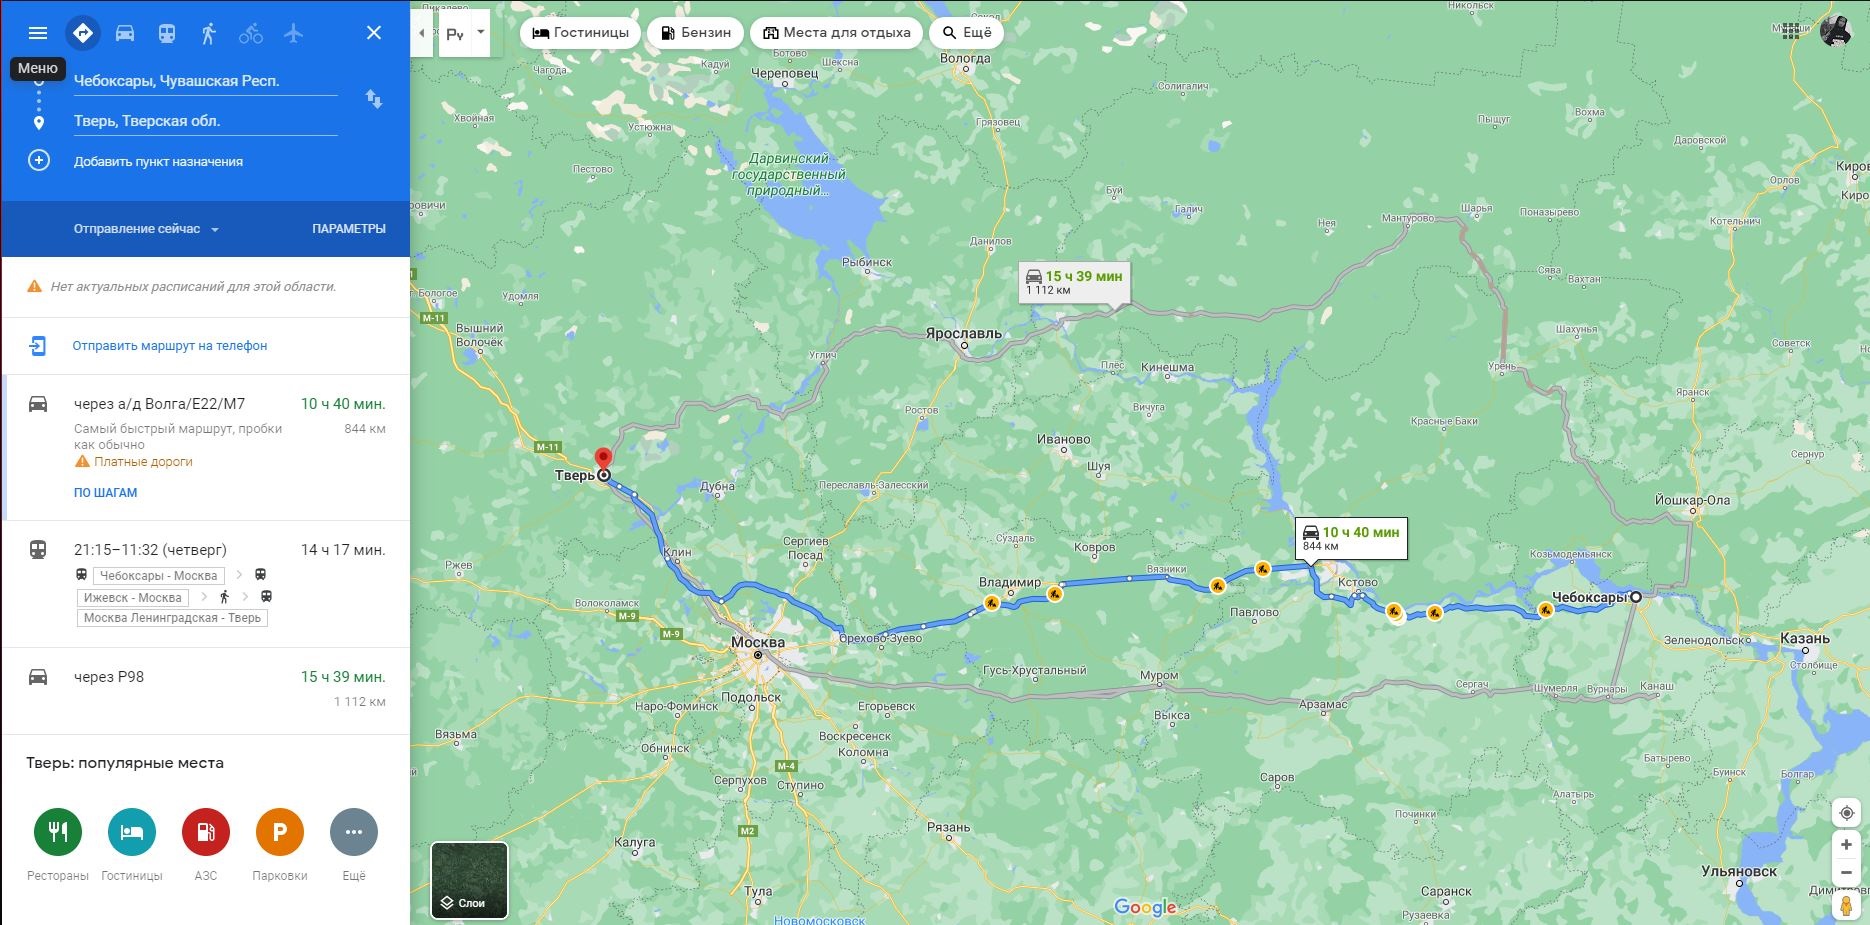 Меню
Чебоксары, Чувашская Респ.
Тверь, Тверская обл.
Добавить пункт назначения
Отправление сейчас
ПАРАМЕТРЫ
Нет актуальных расписаний для этой области.
Отправить маршрут на телефон
через а/д Волга/E22/M7
10 ч 40 мин.
Самый быстрый маршрут, пробки
844 км
как обычно
Платные дороги
ПО ШАГАМ
21:15–11:32 (четверг)
14 ч 17 мин.
Чебоксары - Москва
Ижевск - Москва
Москва Ленинградская - Тверь
через Р98
15 ч 39 мин.
1 112 км
Тверь: популярные места
P
Рестораны
Гостиницы
АЗС
Парковки
Ещё
Гостиницы
Бензин
Места для отдыха
Ещё
Никольск
Кадуй
Ботово
Шексна
Чагода
Череповец
Вологда
Солигалич
Хвойная
Устюжна
Грязовец
Пыщуг
Вохма
Даровской
Пестово
Дарвинский
государственный
природный...
Орлов
Буй
Галич
Нея
Мантурово
Шарья
Поназырево
Котельнич
Данилов
Рыбинск
Сява
Вахтан
15 ч 39 мин
1 112 км
Бологое
Удомля
M-11
Вышний
Волочёк
Углич
Ярославль
Шахунья
Советск
Урень
Плёс
Кинешма
Яранск
Ростов
Вичуга
Красные Баки
M-11
Иваново
Сернур
Шуя
Тверь
Дубна
Переславль-Залесский
Йошкар-Ола
10 ч 40 мин
844 км
Суздаль
Сергиев
Посад
Клин
Ковров
Козьмодемьянск
Ржев
Вязники
Владимир
Кстово
Чебоксары
Волоколамск
M-9
Павлово
M-9
Москва
Орехово-Зуево
Зеленодольск
Казань
Столбище
Гусь-Хрустальный
Муром
Сергач
Шумерля
Вурнары
Канаш
Подольск
Наро-Фоминск
Егорьевск
Арзамас
Выкса
Вязьма
Воскресенск
Обнинск
Коломна
M-4
Батырево
Буинск
Болгар
Серпухов
Ступино
Саров
Алатырь
Починки
M2
Рязань
Калуга
Ульяновск
Тула
Саранск
Рузаевка
Новомосковск
Слои
Google